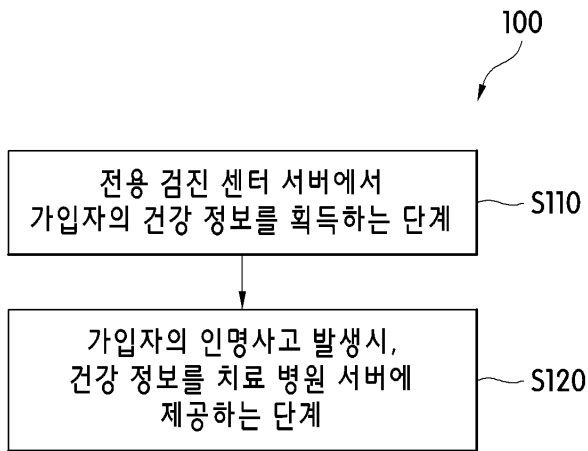 100
전용 검진 센터 서버에서
가입자의 건강 정보를 획득하는 단계
S110
가입자의 인명사고 발생시,
건강 정보를 치료 병원 서버에
제공하는 단계
S120